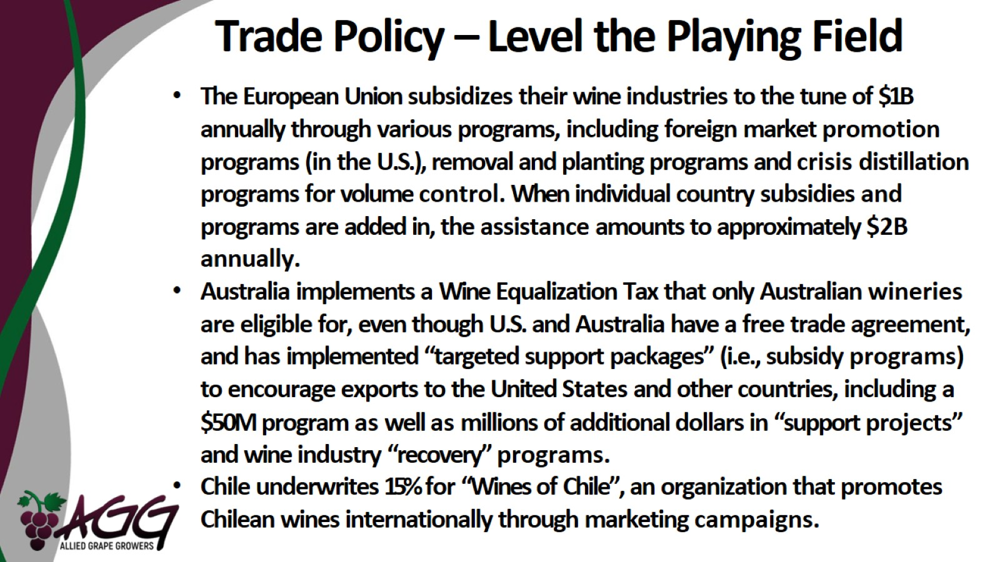 Trade Policy – Level the Playing Field
• The European Union subsidizes their wine industries to the tune of $1B
annually through various programs, including foreign market promotion
programs (in the U.S.), removal and planting programs and crisis distillation
programs for volume control. When individual country subsidies and
programs are added in, the assistance amounts to approximately $2B
annually.
• Australia implements a Wine Equalization Tax that only Australian wineries
are eligible for, even though U.S. and Australia have a free trade agreement,
and has implemented “targeted support packages” (i.e., subsidy programs)
to encourage exports to the United States and other countries, including a
$50M program as well as millions of additional dollars in “support projects”
and wine industry “recovery” programs.
• Chile underwrites 15% for “Wines of Chile”, an organization that promotes
Chilean wines internationally through marketing campaigns.
AGG
ALLIED GRAPE GROWERS